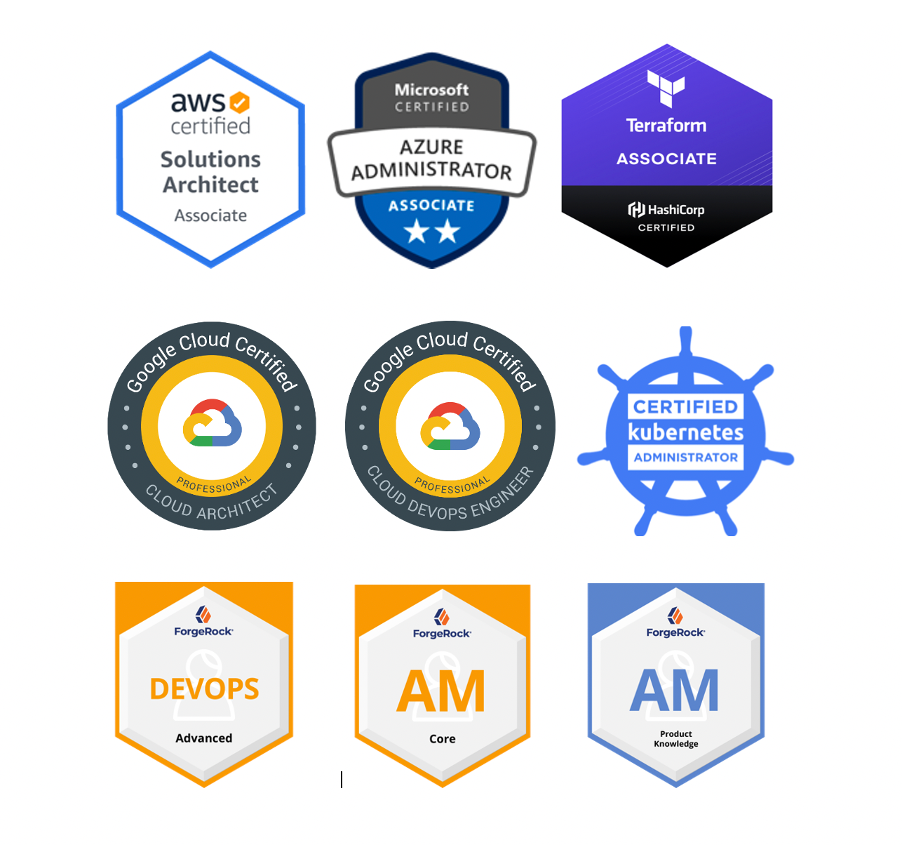 aws
certified
Solutions
Architect
Associate
Microsoft
CERTIFIED
AZURE
ADMINISTRATOR
ASSOCIATE
Terraform
ASSOCIATE
HashiCorp
CERTIFIED
Google Cloud Certified
PROFESSIONAL
CLOUD ARCHITECT
Google Cloud Certified
PROFESSIONAL
CLOUD DEVOPS ENGINEER
CERTIFIED
kubernetes
ADMINISTRATOR
ForgeRock
DEVOPS
Advanced
ForgeRock
AM
Core
ForgeRock
AM
Product
Knowledge